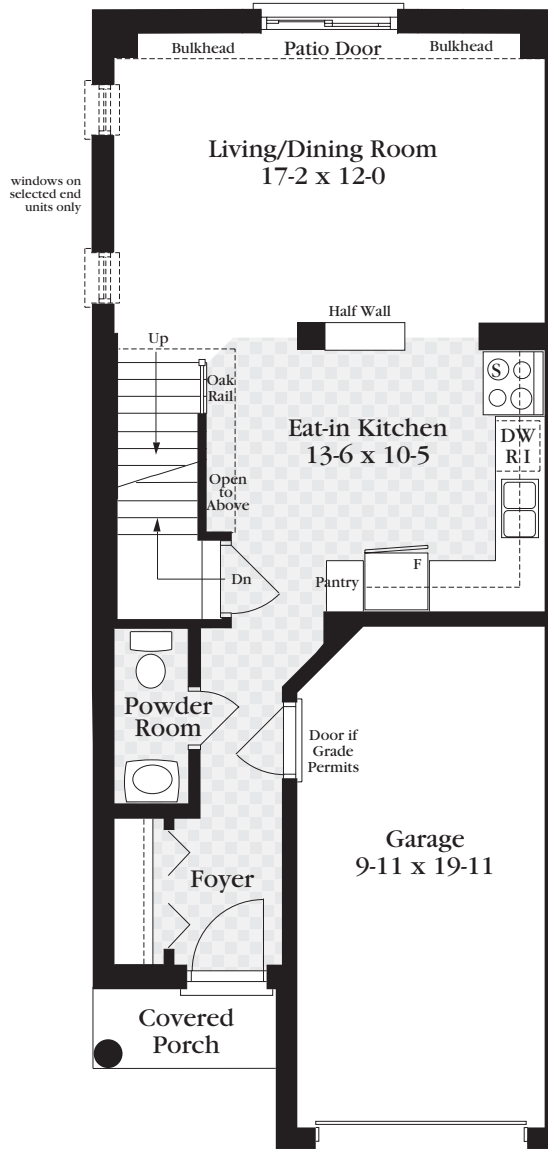 Bulkhead
Patio Door
Bulkhead
Living/Dining Room
17-2 x 12-0
windows on
selected end
units only
Half Wall
Up
Oak
Rail
S
Eat-in Kitchen
13-6 x 10-5
DW
R I
Open
to
Above
F
Dn
Pantry
Powder
Room
Door if
Grade
Permits
Garage
9-11 x 19-11
Foyer
Covered
Porch